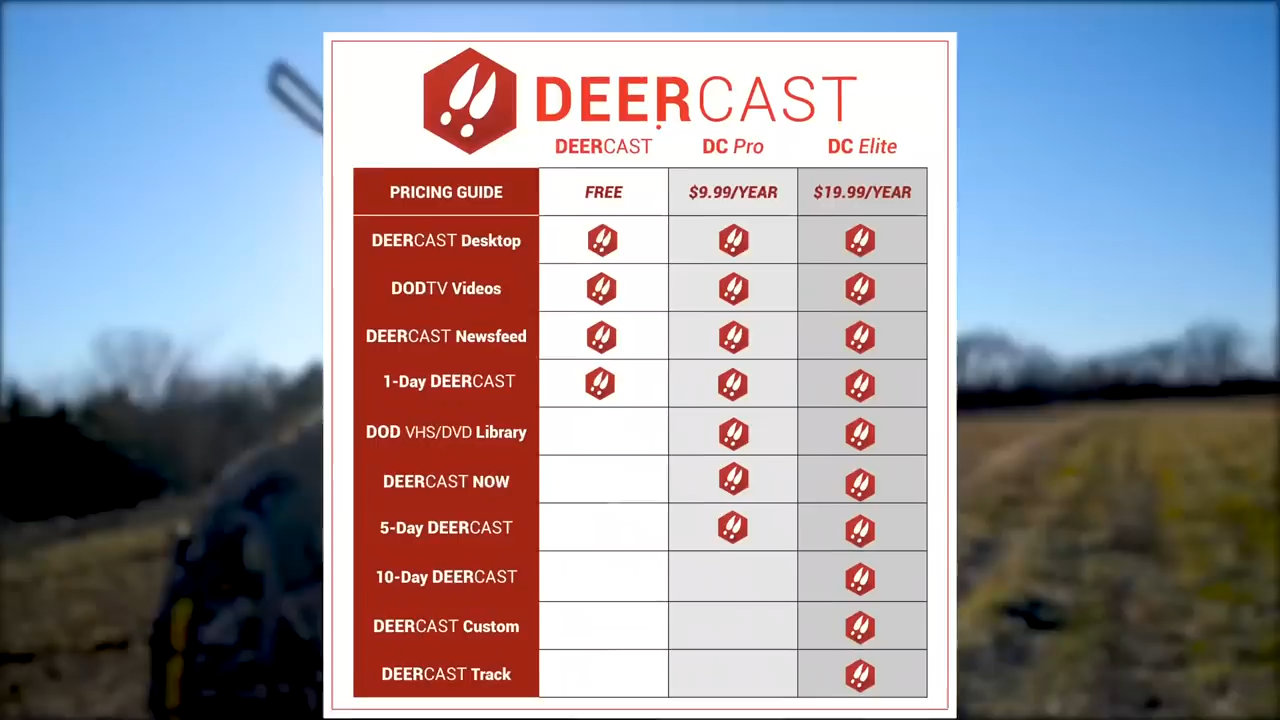 DEERCAST
DEERCAST DC Pro DC Elite
PRICING GUIDE FREE $9.99/YEAR $19.99/YEAR
DEERCAST Desktop
DODTV Videos
DEERCAST Newsfeed
1-Day DEERCAST
DOD VHS/DVD Library
DEERCAST NOW
5-Day DEERCAST
10-Day DEERCAST
DEERCAST Custom
DEERCAST Track